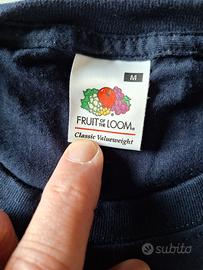 M
FRUIT OF THE LOOM®
Classic Valueweight
subito